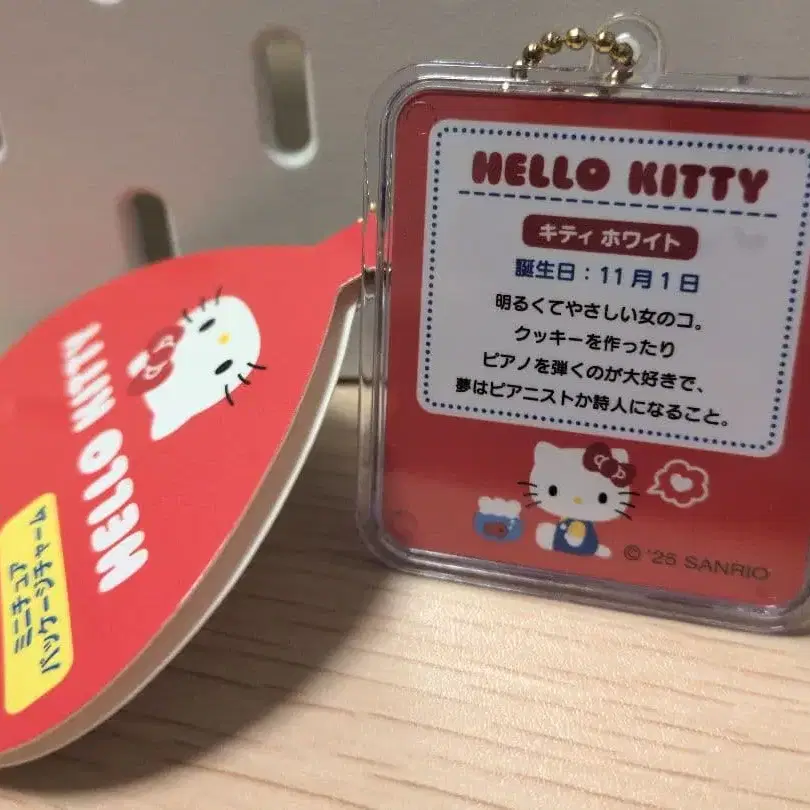 HELLO KITTY
キティ ホワイト
誕生日：11月1日
明るくてやさしい女のコ。
クッキーを作ったり
ピアノを弾くのが大好きで、
夢はピアニストか詩人になること。
© '25 SANRIO
HELLO KITTY
ミニチュア
パッケージチャーム